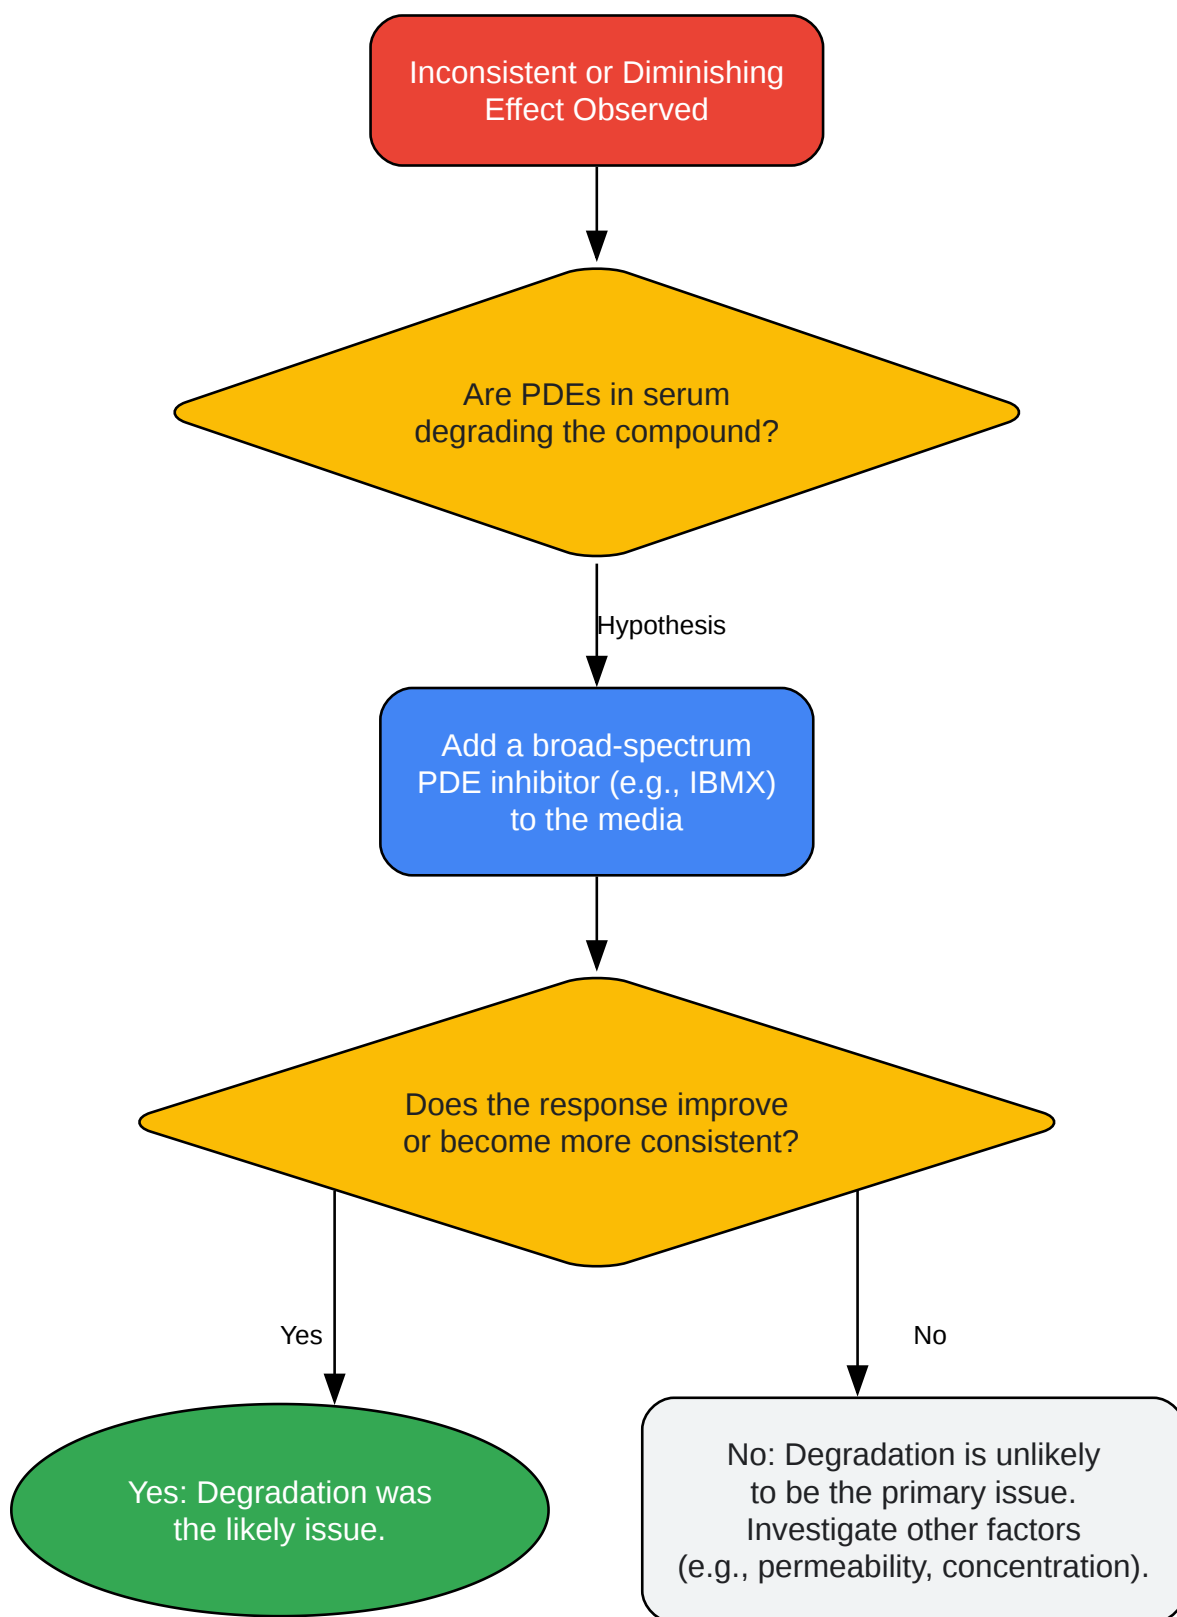 Inconsistent or Diminishing
Effect Observed
Are PDEs in serum
degrading the compound?
Hypothesis
Add a broad-spectrum
PDE inhibitor (e.g., IBMX)
to the media
Does the response improve
or become more consistent?
Yes
No
Yes: Degradation was
the likely issue.
No: Degradation is unlikely
to be the primary issue.
Investigate other factors
(e.g., permeability, concentration).